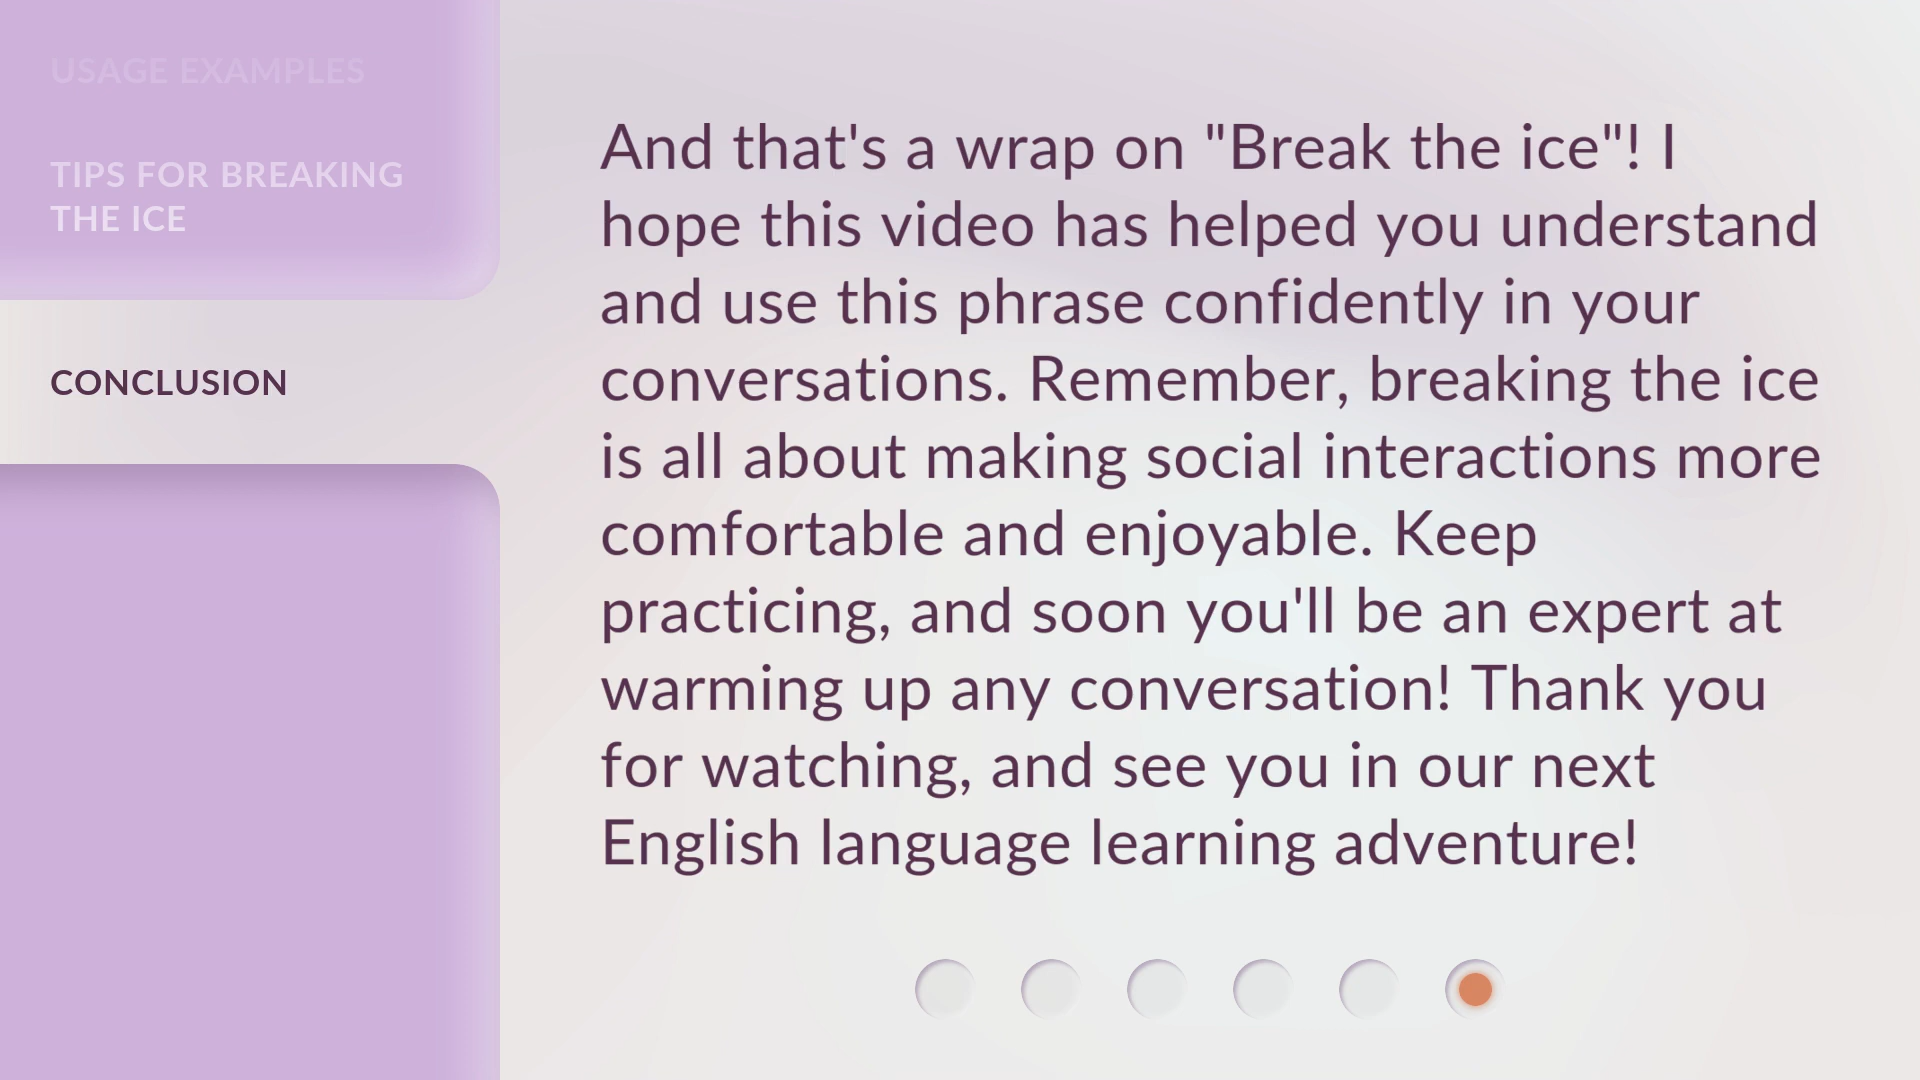 USAGE EXAMPLES
TIPS FOR BREAKING
THE ICE
CONCLUSION
And that's a wrap on "Break the ice"! I
hope this video has helped you understand
and use this phrase confidently in your
conversations. Remember, breaking the ice
is all about making social interactions more
comfortable and enjoyable. Keep
practicing, and soon you'll be an expert at
warming up any conversation! Thank you
for watching, and see you in our next
English language learning adventure!